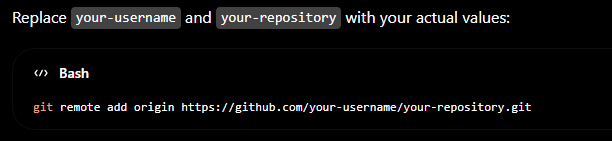 Replace your-username and your-repository with your actual values:
</> Bash
git remote add origin https://github.com/your-username/your-repository.git